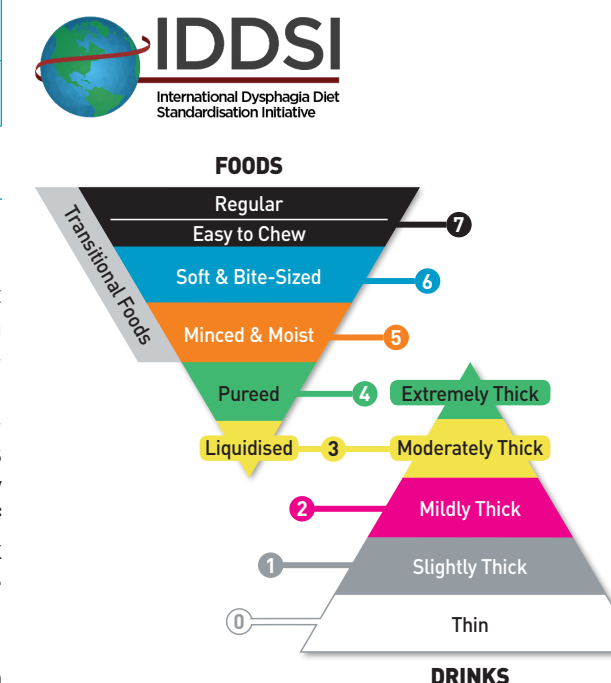 IDDSI
International Dysphagia Diet
Standardisation Initiative
FOODS
Transitional Foods
Regular
Easy to Chew
7
Soft & Bite-Sized
6
Minced & Moist
5
Pureed
4
Extremely Thick
Liquidised
3
Moderately Thick
2
Mildly Thick
1
Slightly Thick
0
Thin
DRINKS